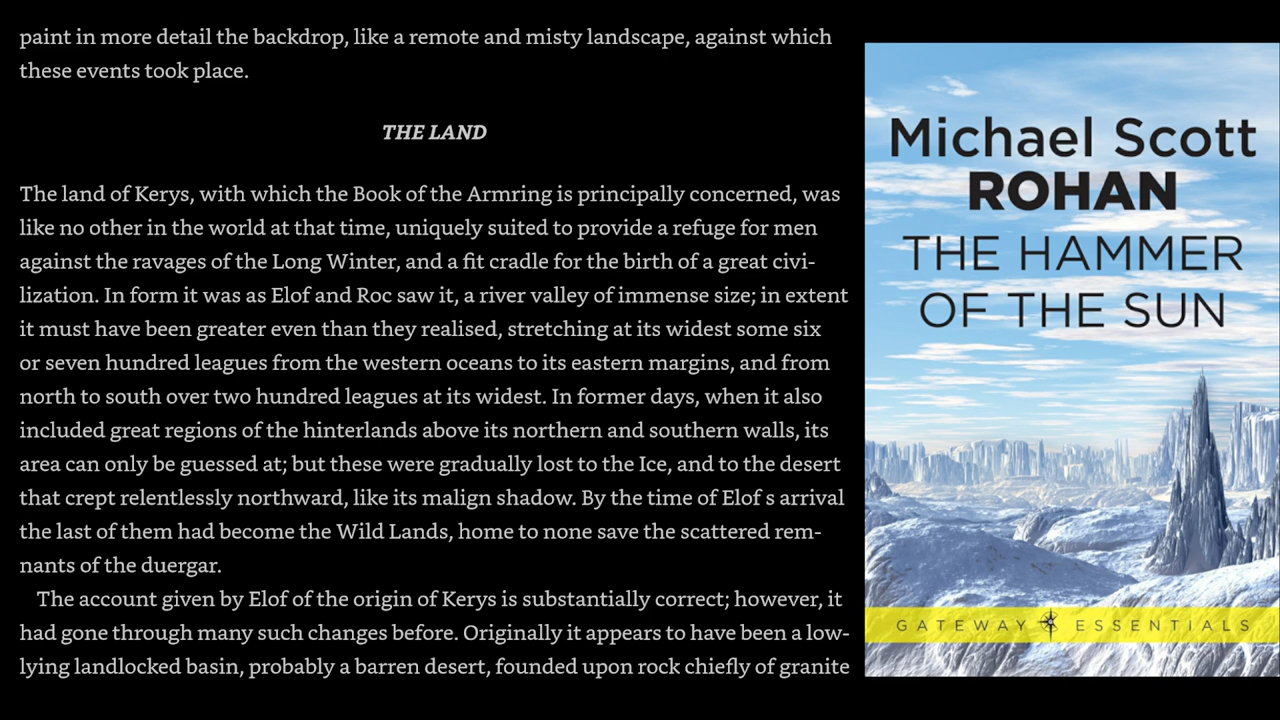 paint in more detail the backdrop, like a remote and misty landscape, against which
these events took place.
THE LAND
The land of Kerys, with which the Book of the Armring is principally concerned, was
like no other in the world at that time, uniquely suited to provide a refuge for men
against the ravages of the Long Winter, and a fit cradle for the birth of a great civi-
lization. In form it was as Elof and Roc saw it, a river valley of immense size; in extent
it must have been greater even than they realised, stretching at its widest some six
or seven hundred leagues from the western oceans to its eastern margins, and from
north to south over two hundred leagues at its widest. In former days, when it also
included great regions of the hinterlands above its northern and southern walls, its
area can only be guessed at; but these were gradually lost to the Ice, and to the desert
that crept relentlessly northward, like its malign shadow. By the time of Elof s arrival
the last of them had become the Wild Lands, home to none save the scattered rem-
nants of the duergar.
The account given by Elof of the origin of Kerys is substantially correct; however, it
had gone through many such changes before. Originally it appears to have been a low-
lying landlocked basin, probably a barren desert, founded upon rock chiefly of granite
Michael Scott
ROHAN
THE HAMMER
OF THE SUN
GATEWAY ESSENTIALS